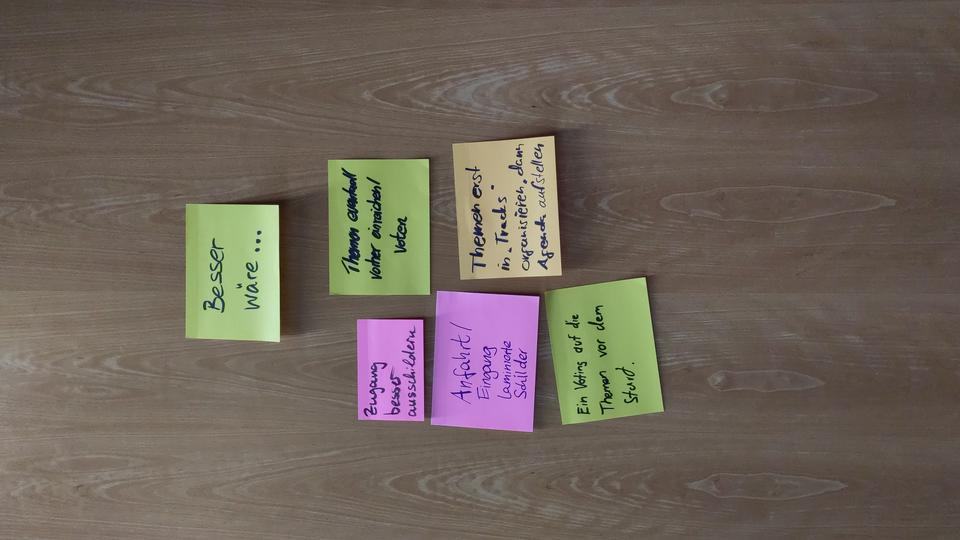 Besser
wäre ...
Zugang
besser
ausschildern
Themen eventuell
vorher einreichen/
Voten
Anfahrt/
Eingang
Laminierte
Schilder
Themen erst
in „Tracks"
organisieren, dann
Agenda aufstellen
Ein Voting auf die
Themen vor dem
Start.